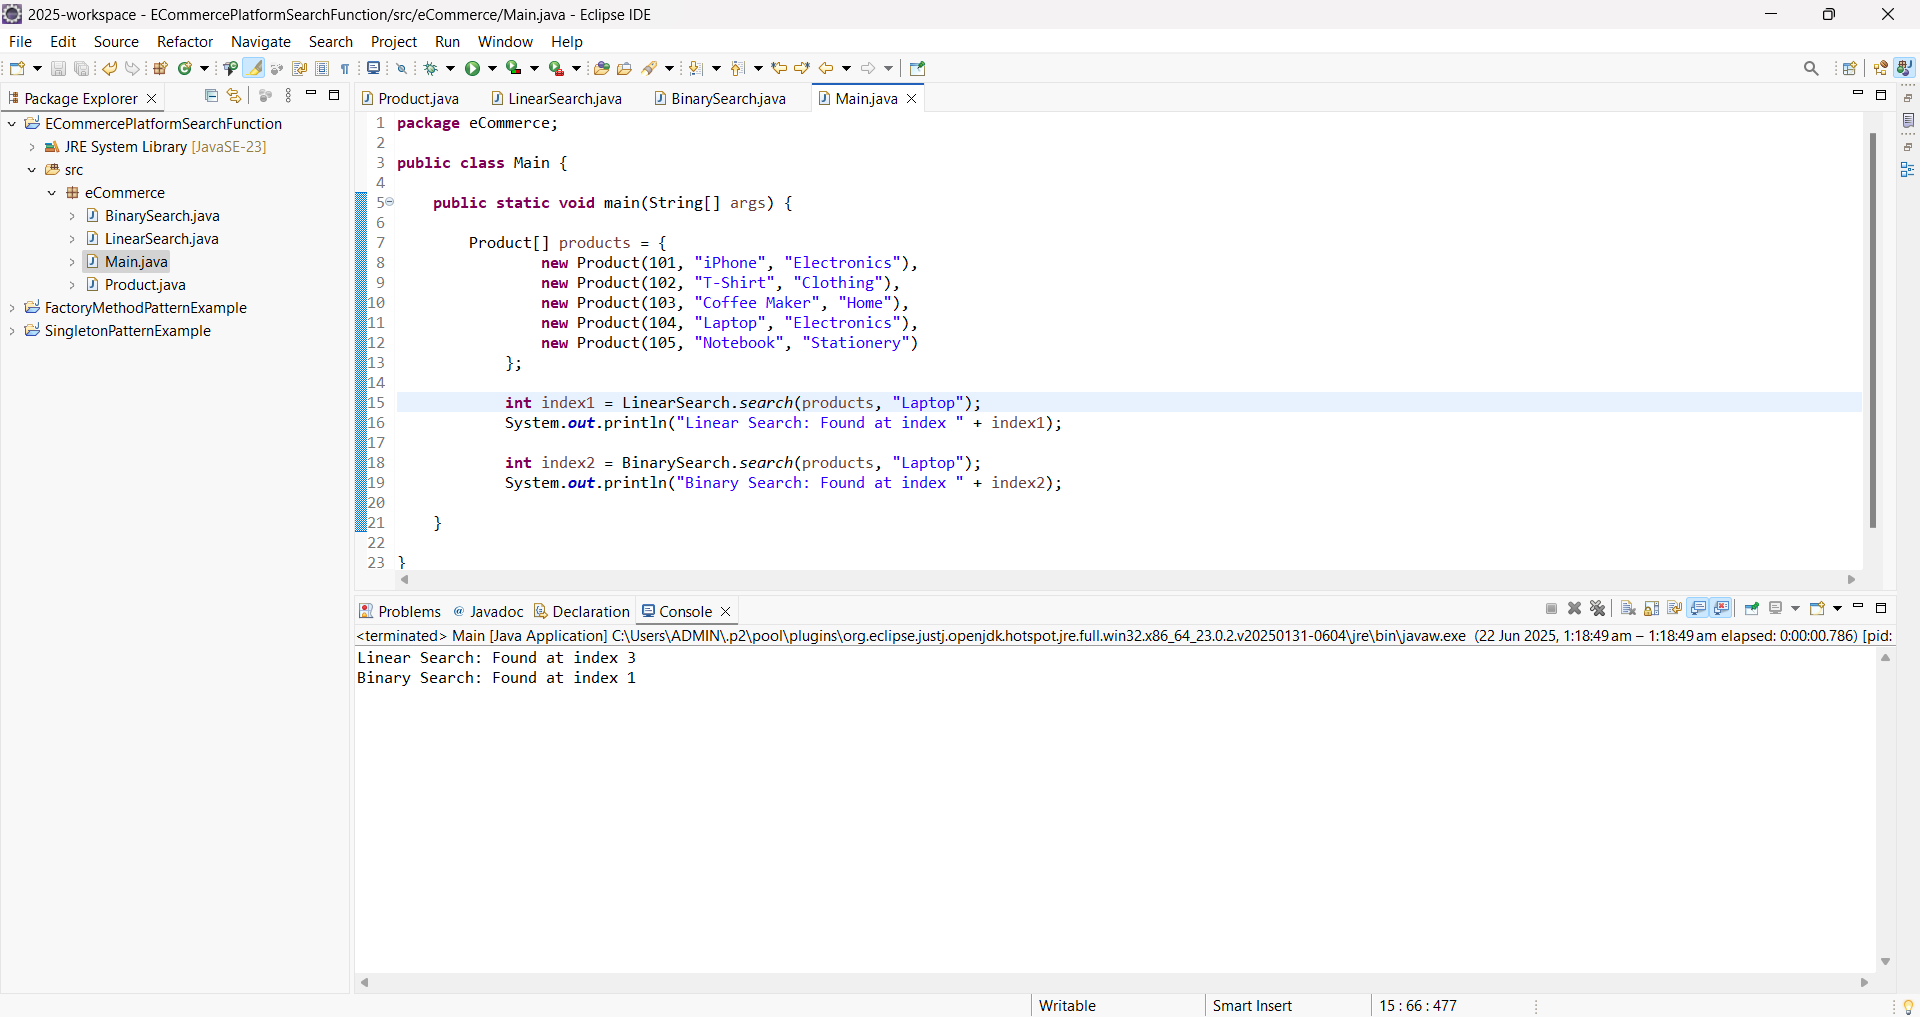 2025-workspace - ECommercePlatformSearchFunction/src/eCommerce/Main.java - Eclipse IDE
File Edit Source Refactor Navigate Search Project Run Window Help
Package Explorer
ECommercePlatformSearchFunction
JRE System Library [JavaSE-23]
src
eCommerce
BinarySearch.java
LinearSearch.java
Main.java
Product.java
FactoryMethodPatternExample
SingletonPatternExample
Product.java LinearSearch.java BinarySearch.java Main.java
1 package eCommerce;
2
3 public class Main {
4
5 public static void main(String[] args) {
6
7 Product[] products = {
8 new Product(101, "iPhone", "Electronics"),
9 new Product(102, "T-Shirt", "Clothing"),
10 new Product(103, "Coffee Maker", "Home"),
11 new Product(104, "Laptop", "Electronics"),
12 new Product(105, "Notebook", "Stationery")
13 };
14
15 int index1 = LinearSearch.search(products, "Laptop");
16 System.out.println("Linear Search: Found at index " + index1);
17
18 int index2 = BinarySearch.search(products, "Laptop");
19 System.out.println("Binary Search: Found at index " + index2);
20
21 }
22
23 }
Problems @ Javadoc Declaration Console
<terminated> Main [Java Application] C:\Users\ADMIN\.p2\pool\plugins\org.eclipse.justj.openjdk.hotspot.jre.full.win32.x86_64_23.0.2.v20250131-0604\jre\bin\javaw.exe (22 Jun 2025, 1:18:49 am – 1:18:49 am elapsed: 0:00:00.786) [pid:
Linear Search: Found at index 3
Binary Search: Found at index 1
Writable Smart Insert 15 : 66 : 477